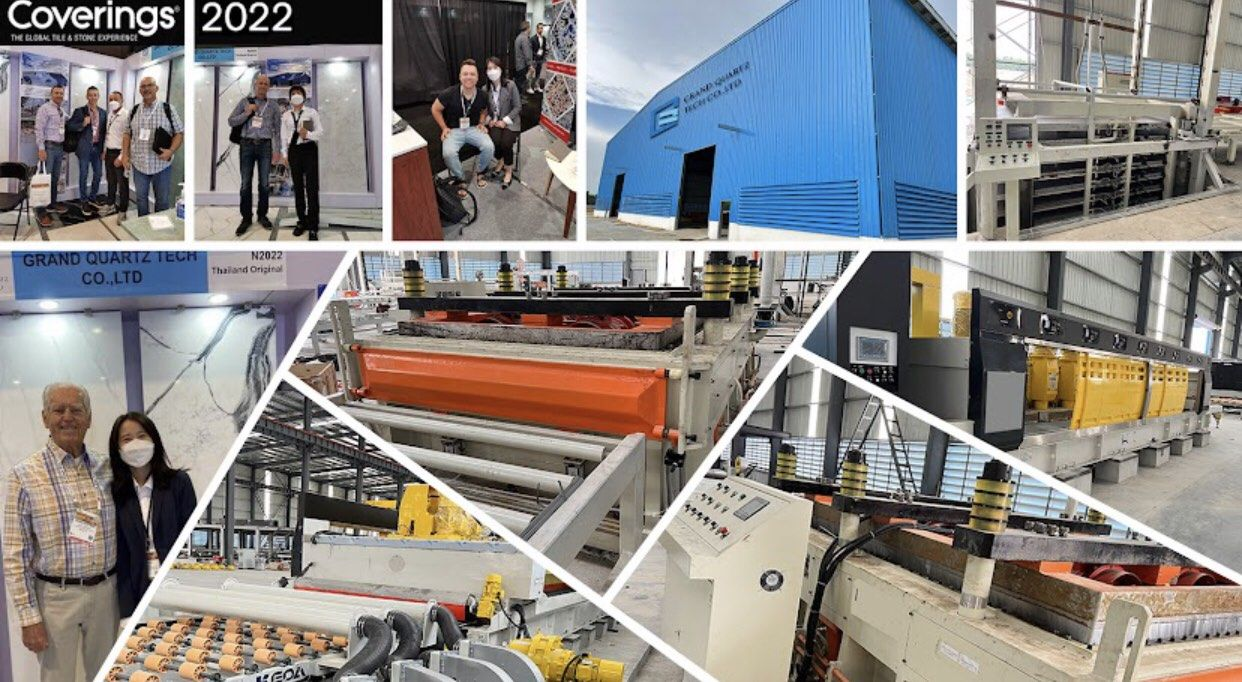 Coverings®
THE GLOBAL TILE & STONE EXPERIENCE
2022
GRAND QUARTZ
TECH CO.,LTD
GRAND QUARTZ TECH
CO.,LTD
N2022
Thailand Original